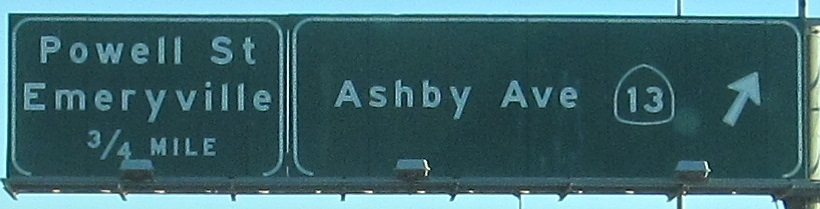 Powell St
Emeryville
3/4 MILE
Ashby Ave 13